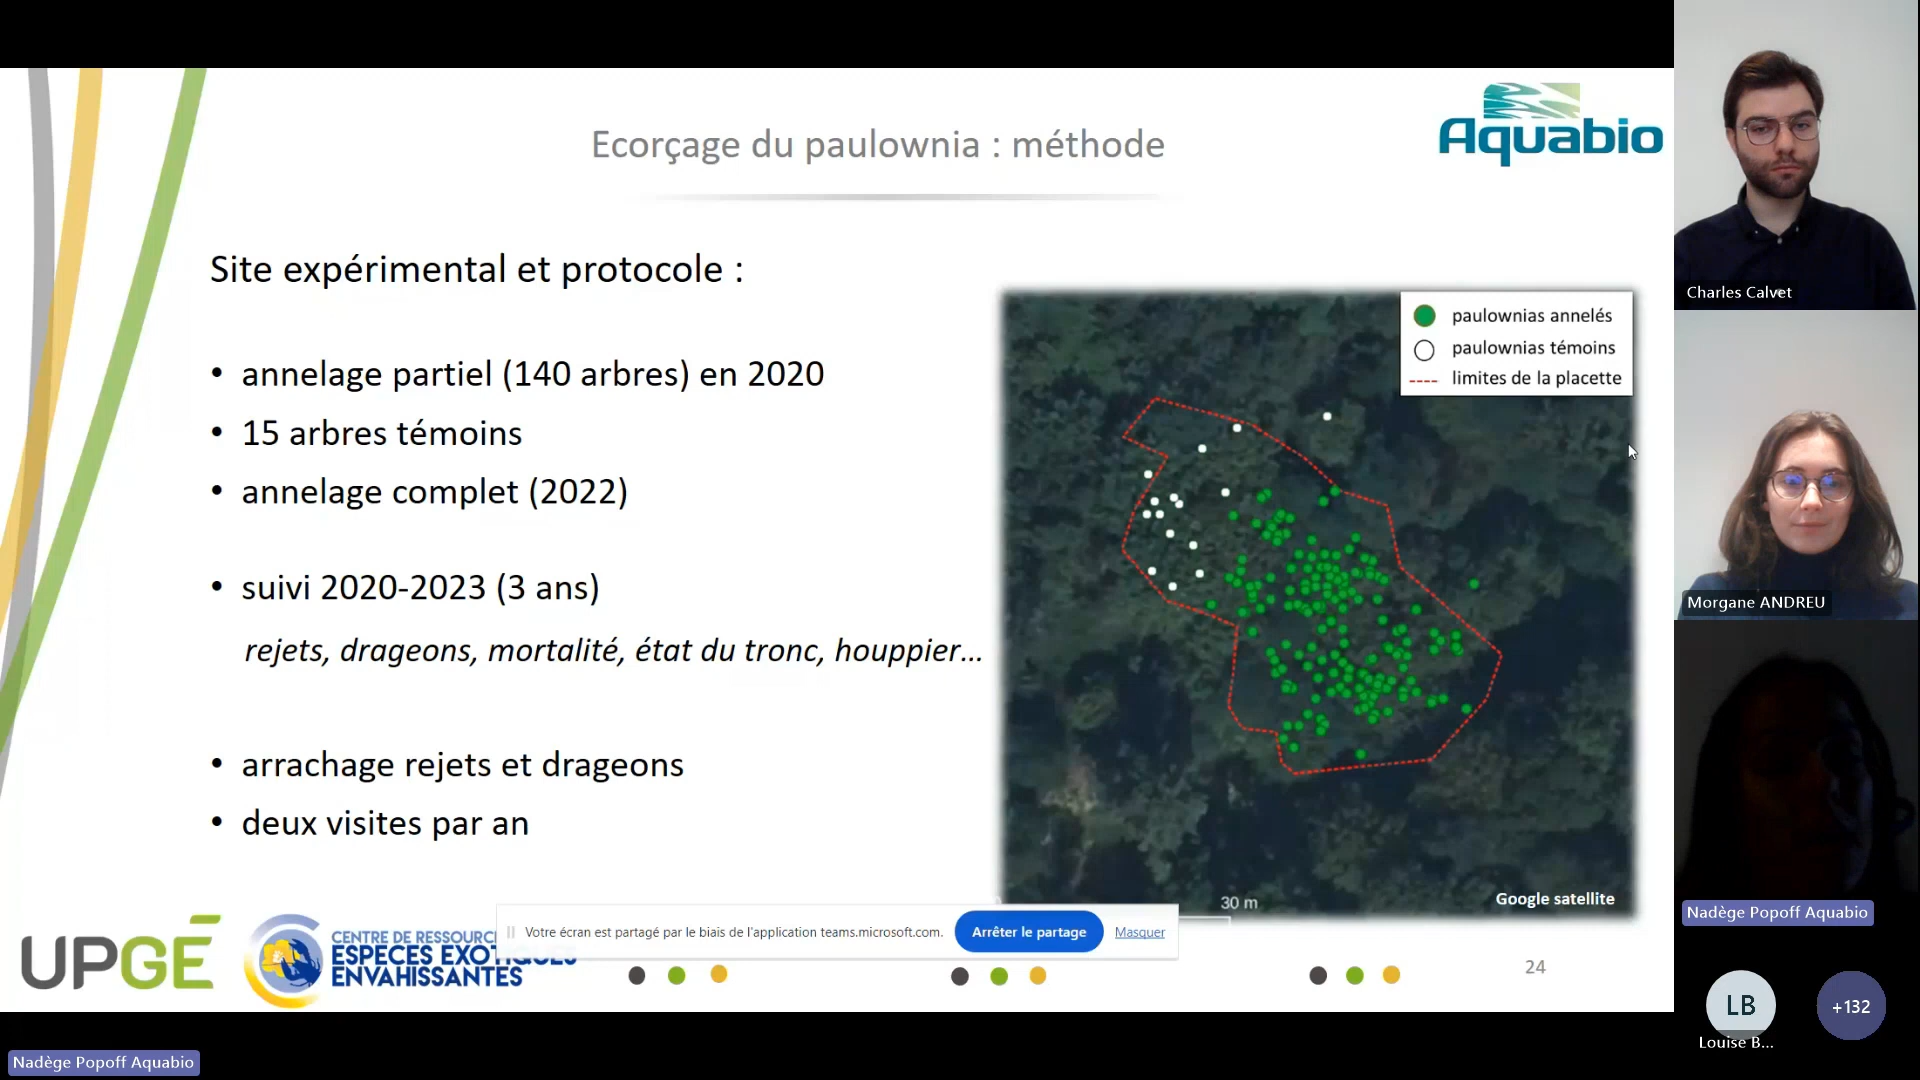 Ecorçage du paulownia : méthode
Aquabio
Site expérimental et protocole :
• annelage partiel (140 arbres) en 2020
• 15 arbres témoins
• annelage complet (2022)
• suivi 2020-2023 (3 ans)
rejets, drageons, mortalité, état du tronc, houppier...
• arrachage rejets et drageons
• deux visites par an
paulownias annelés
paulownias témoins
limites de la placette
30 m
Google satellite
UPGÉ
CENTRE DE RESSOURC
ESPECES EXOTIQUES
ENVAHISSANTES
Votre écran est partagé par le biais de l'application teams.microsoft.com.
Arrêter le partage
Masquer
24
Charles Calvet
Morgane ANDREU
Nadège Popoff Aquabio
LB
Louise B...
+132
Nadège Popoff Aquabio